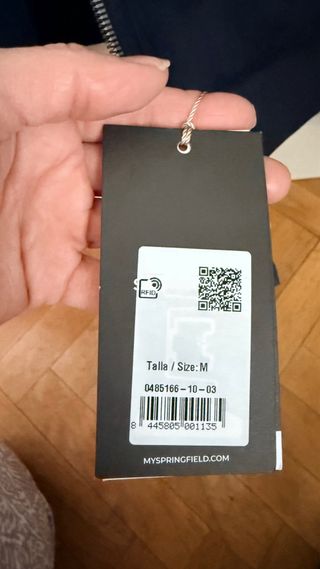 RFID
Talla / Size: M
0485166-10-03
8 445805 001135
MYSPRINGFIELD.COM